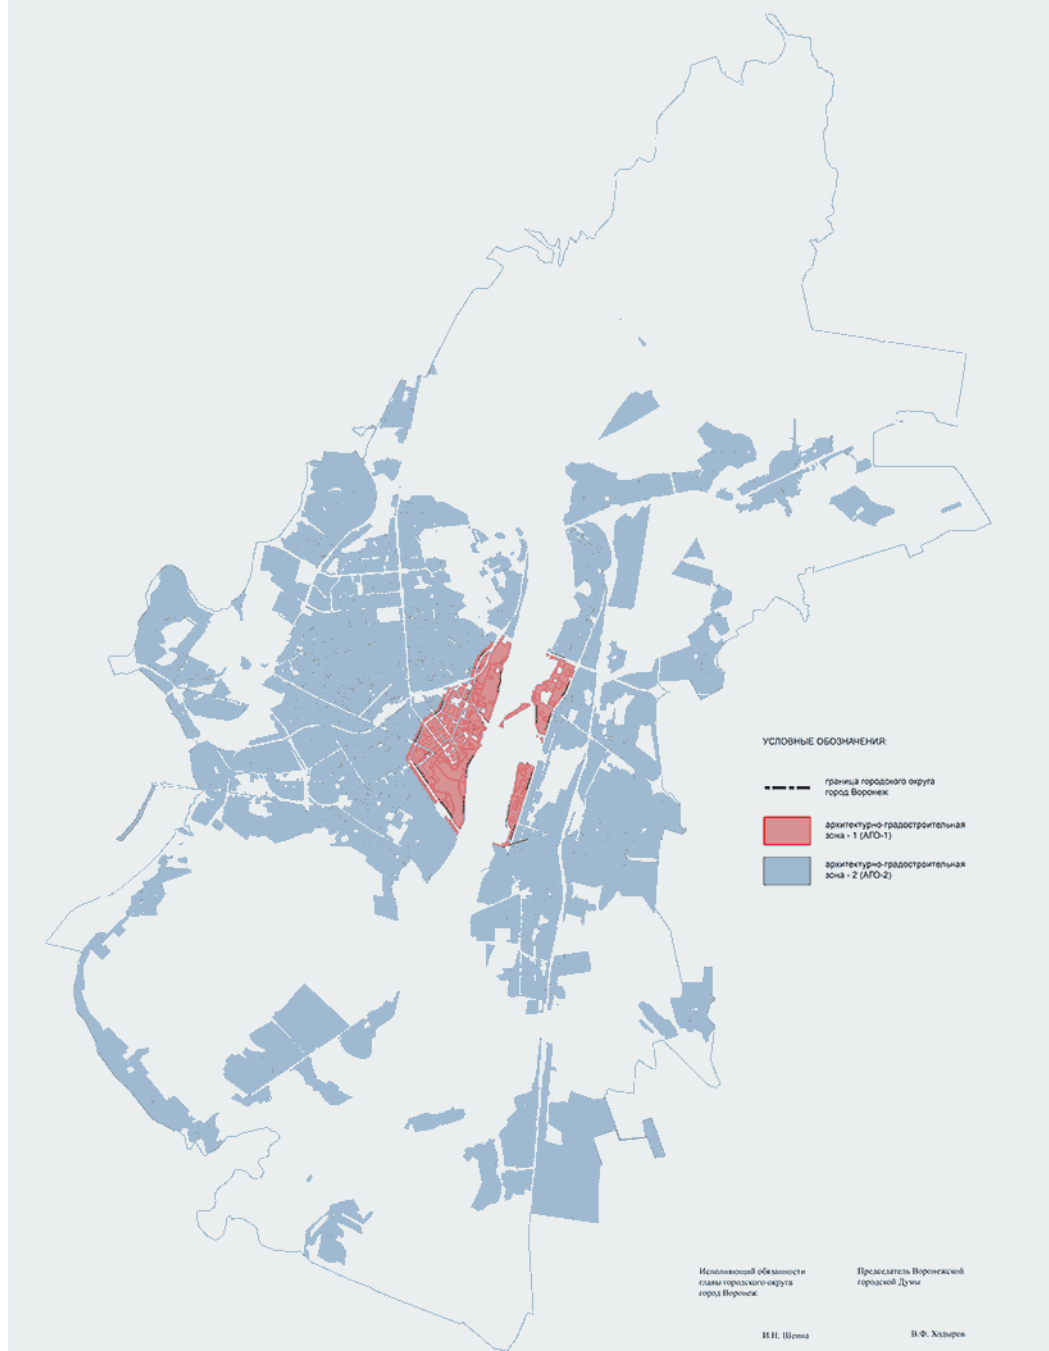 УСЛОВНЫЕ ОБОЗНАЧЕНИЯ:
граница городского округа
город Воронеж
архитектурно-градостроительная
зона - 1 (АГО-1)
архитектурно-градостроительная
зона - 2 (АГО-2)
Исполняющий обязанности
главы городского округа
город Воронеж
Председатель Воронежской
городской Думы
И.Н.
В.Ф. Ходырев